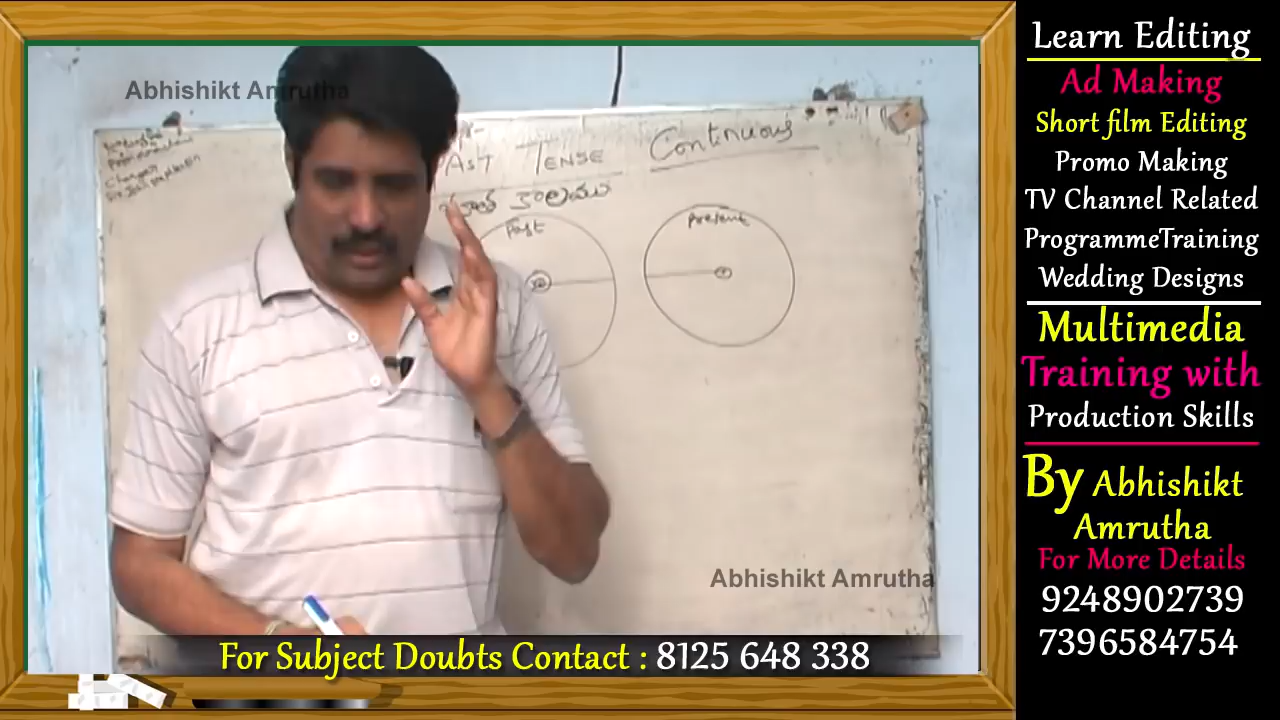 Abhishikt Amrutha
TENSE
Continuous
కాలము
Past
Present
Abhishikt Amrutha
For Subject Doubts Contact : 8125 648 338
Learn Editing
Ad Making
Short film Editing
Promo Making
TV Channel Related
ProgrammeTraining
Wedding Designs
Multimedia
Training with
Production Skills
By Abhishikt
Amrutha
For More Details
9248902739
7396584754